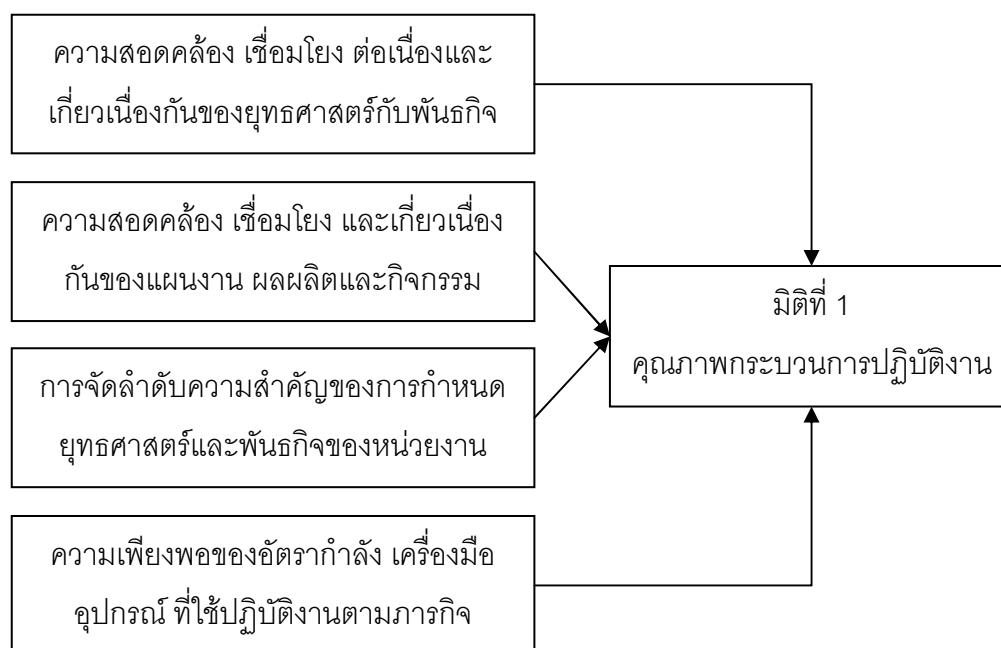 ความสอดคล้อง เชื่อมโยง ต่อเนื่องและ
เกี่ยวเนื่องกันของยุทธศาสตร์กับพันธกิจ
ความสอดคล้อง เชื่อมโยง และเกี่ยวเนื่อง
กันของแผนงาน ผลผลิตและกิจกรรม
การจัดลำดับความสำคัญของการกำหนด
ยุทธศาสตร์และพันธกิจของหน่วยงาน
ความเพียงพอของอัตรากำลัง เครื่องมือ
อุปกรณ์ ที่ใช้ปฏิบัติงานตามภารกิจ
มิติที่ 1
คุณภาพกระบวนการปฏิบัติงาน